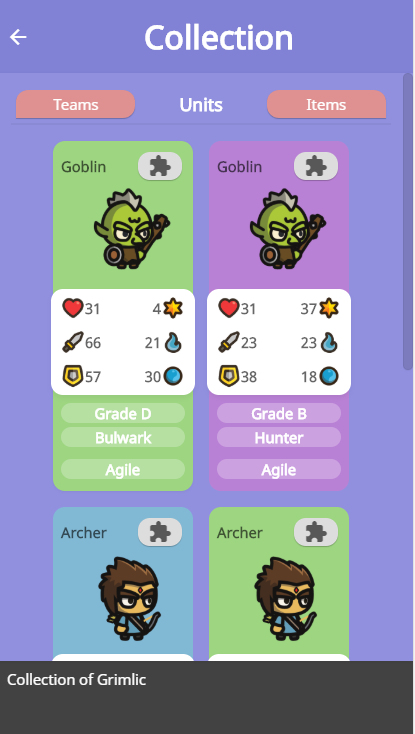 Collection
Teams Units Items
Goblin Goblin
31 4 31 37
66 21 23 23
57 30 38 18
Grade D Grade B
Bulwark Hunter
Agile Agile
Archer Archer
Collection of Grimlic